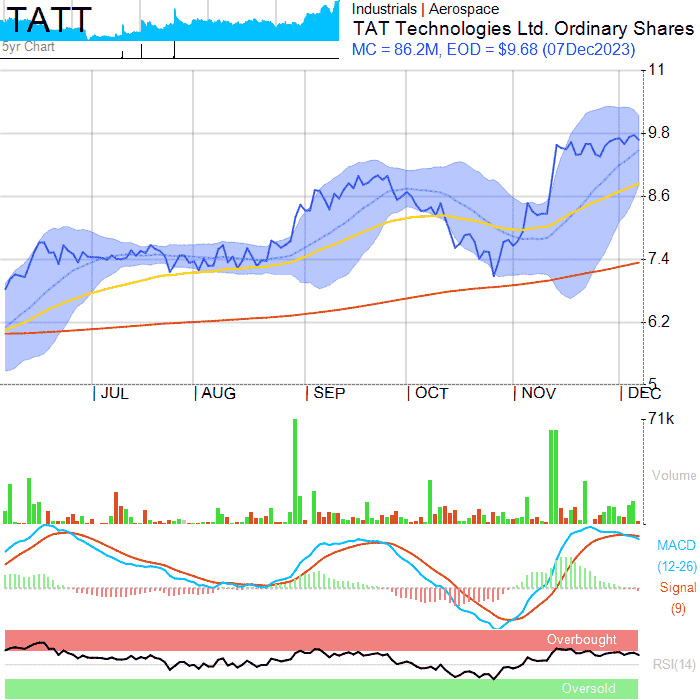 TATT
Industrials | Aerospace
TAT Technologies Ltd. Ordinary Shares
MC = 86.2M, EOD = $9.68 (07Dec2023)
5yr Chart
11
9.8
8.6
7.4
6.2
5
JUL
AUG
SEP
OCT
NOV
DEC
71k
Volume
MACD
(12-26)
Signal
(9)
Overbought
RSI(14)
Oversold